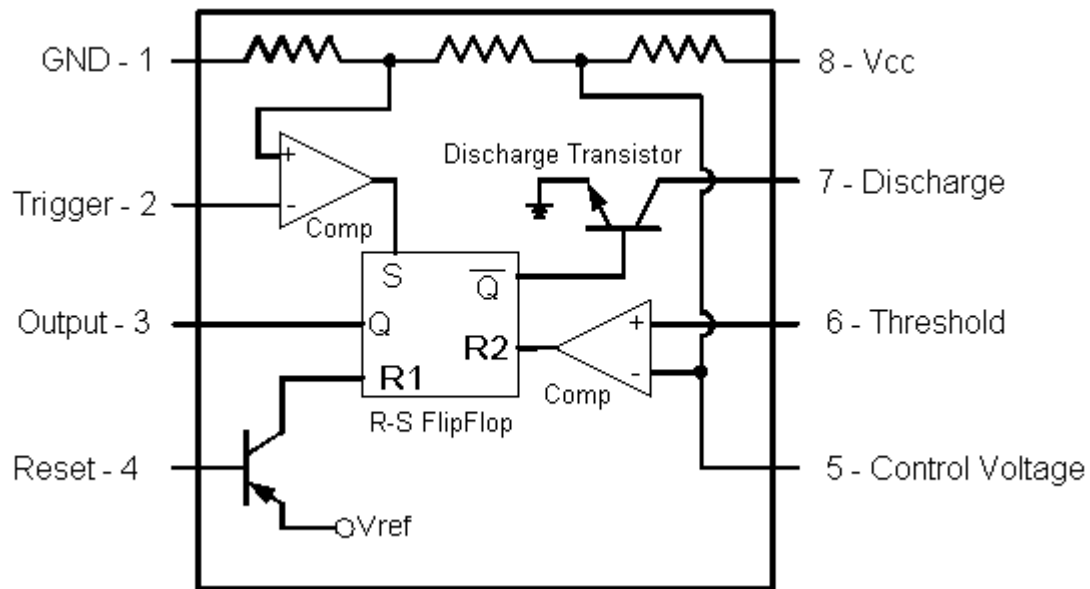 GND - 1
8 - Vcc
+
-
Comp
Trigger - 2
Discharge Transistor
7 - Discharge
S
Q
Output - 3
Q
R2
R1
R-S FlipFlop
+
-
Comp
6 - Threshold
Reset - 4
Vref
5 - Control Voltage